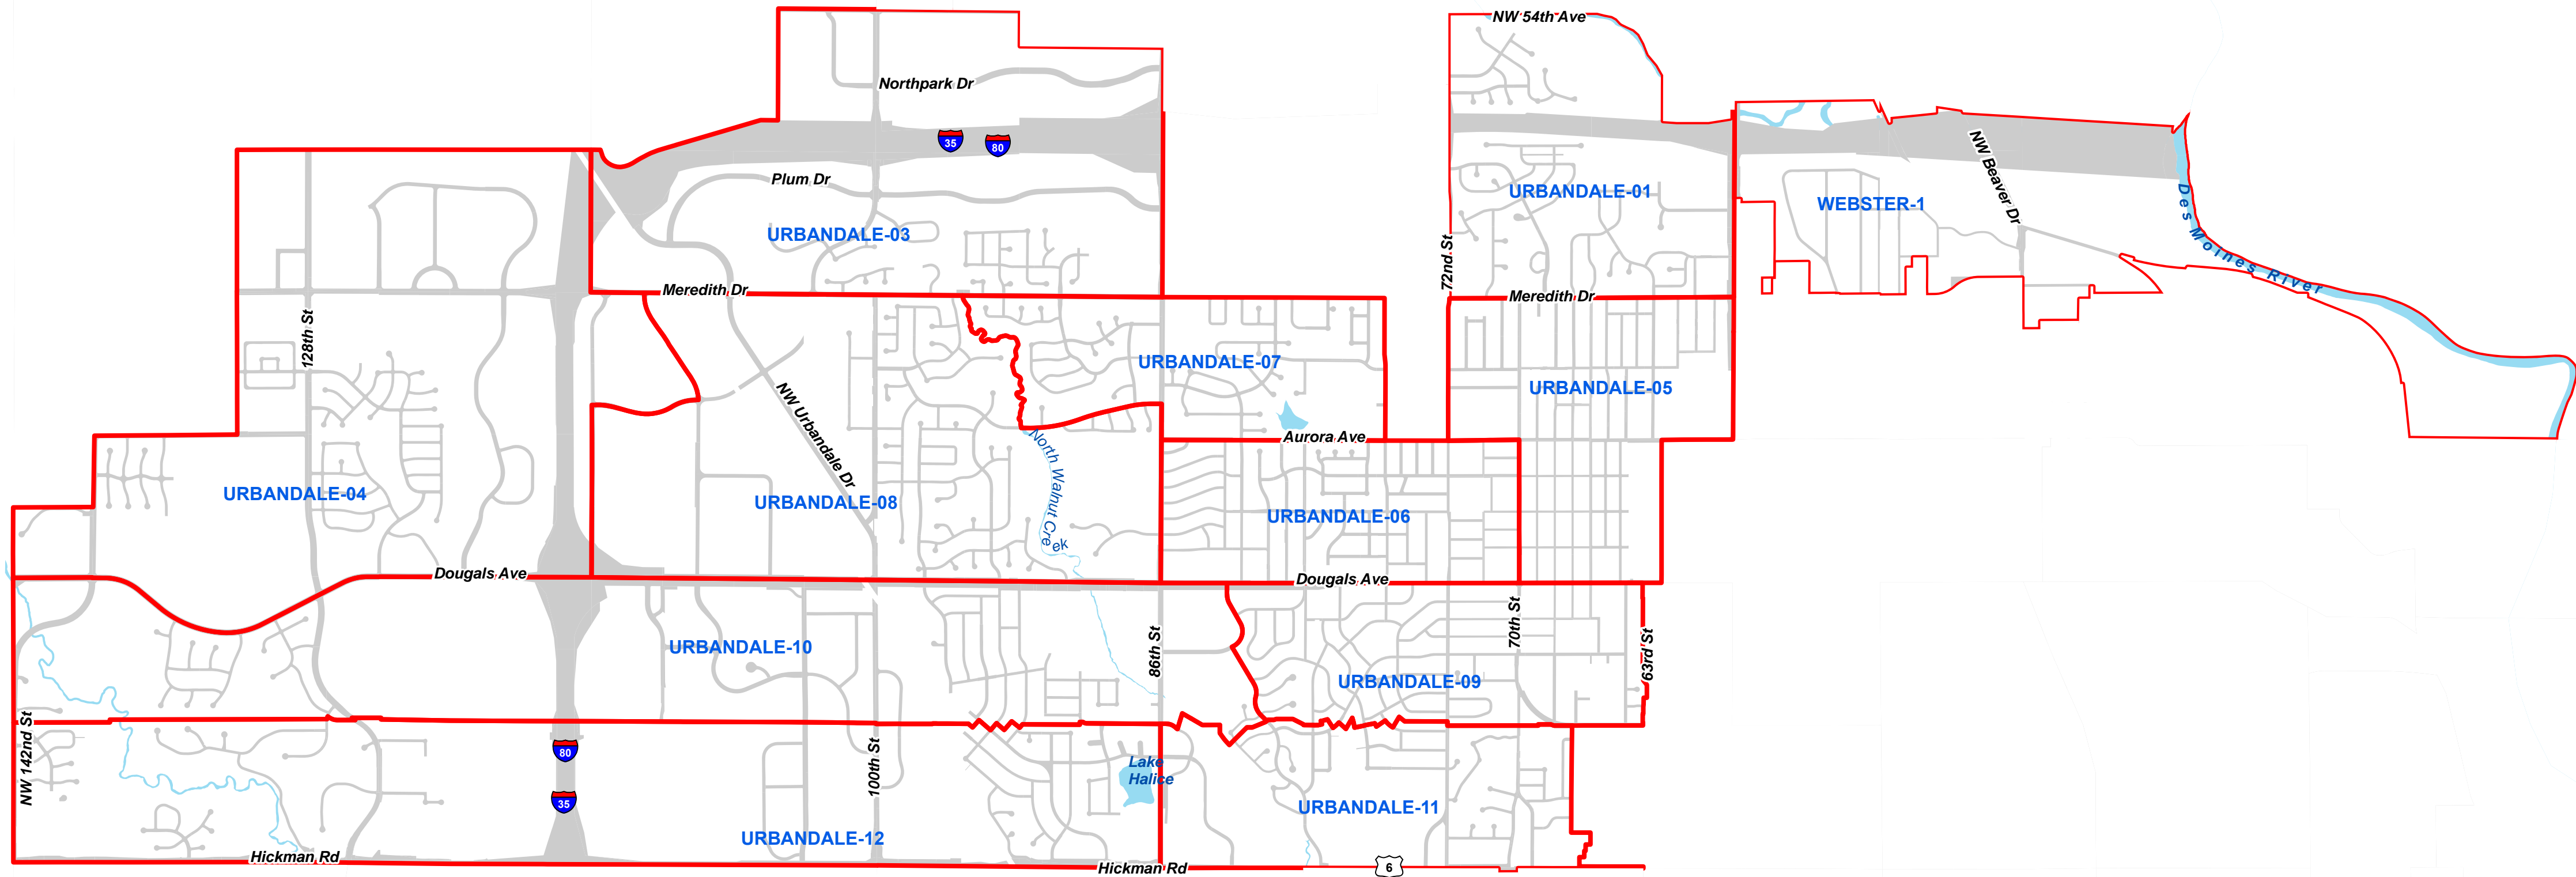 NW 54th Ave
Northpark Dr
35
80
Plum Dr
URBANDALE-03
URBANDALE-01
WEBSTER-1
NW Beaver Dr
Des Moines River
72nd St
Meredith Dr
Meredith Dr
128th St
URBANDALE-07
URBANDALE-05
NW Urbandale Dr
Aurora Ave
North Walnut Creek
URBANDALE-04
URBANDALE-08
URBANDALE-06
Dougals Ave
Dougals Ave
URBANDALE-10
86th St
70th St
63rd St
URBANDALE-09
NW 142nd St
80
35
100th St
Lake
Halice
URBANDALE-11
URBANDALE-12
Hickman Rd
Hickman Rd
6